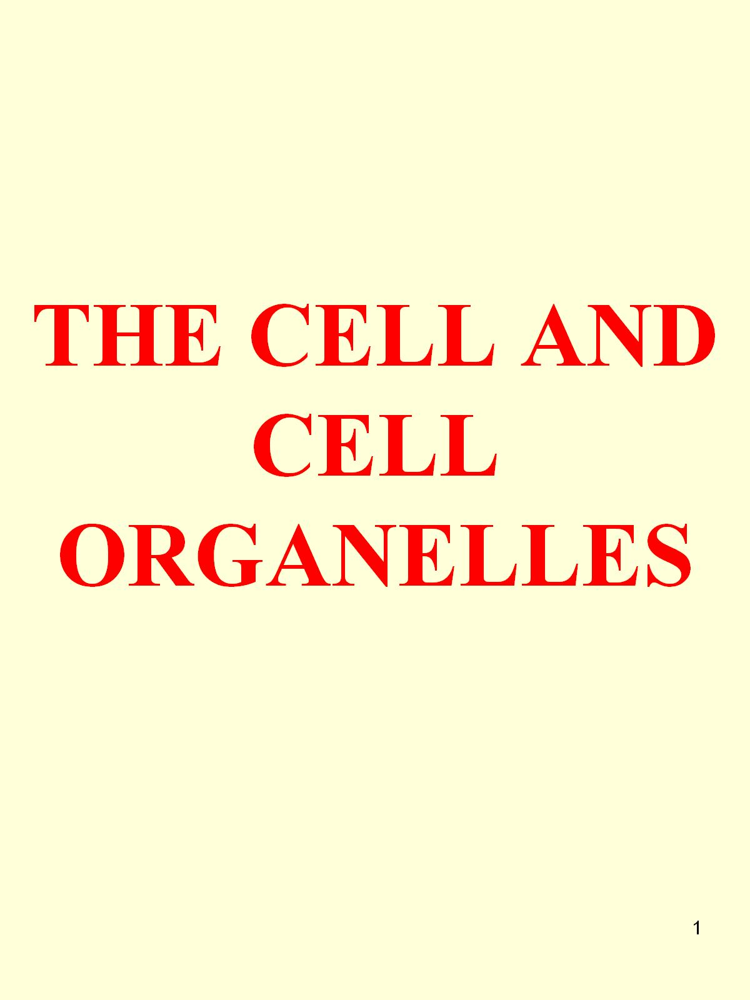 THE CELL AND
CELL
ORGANELLES
1